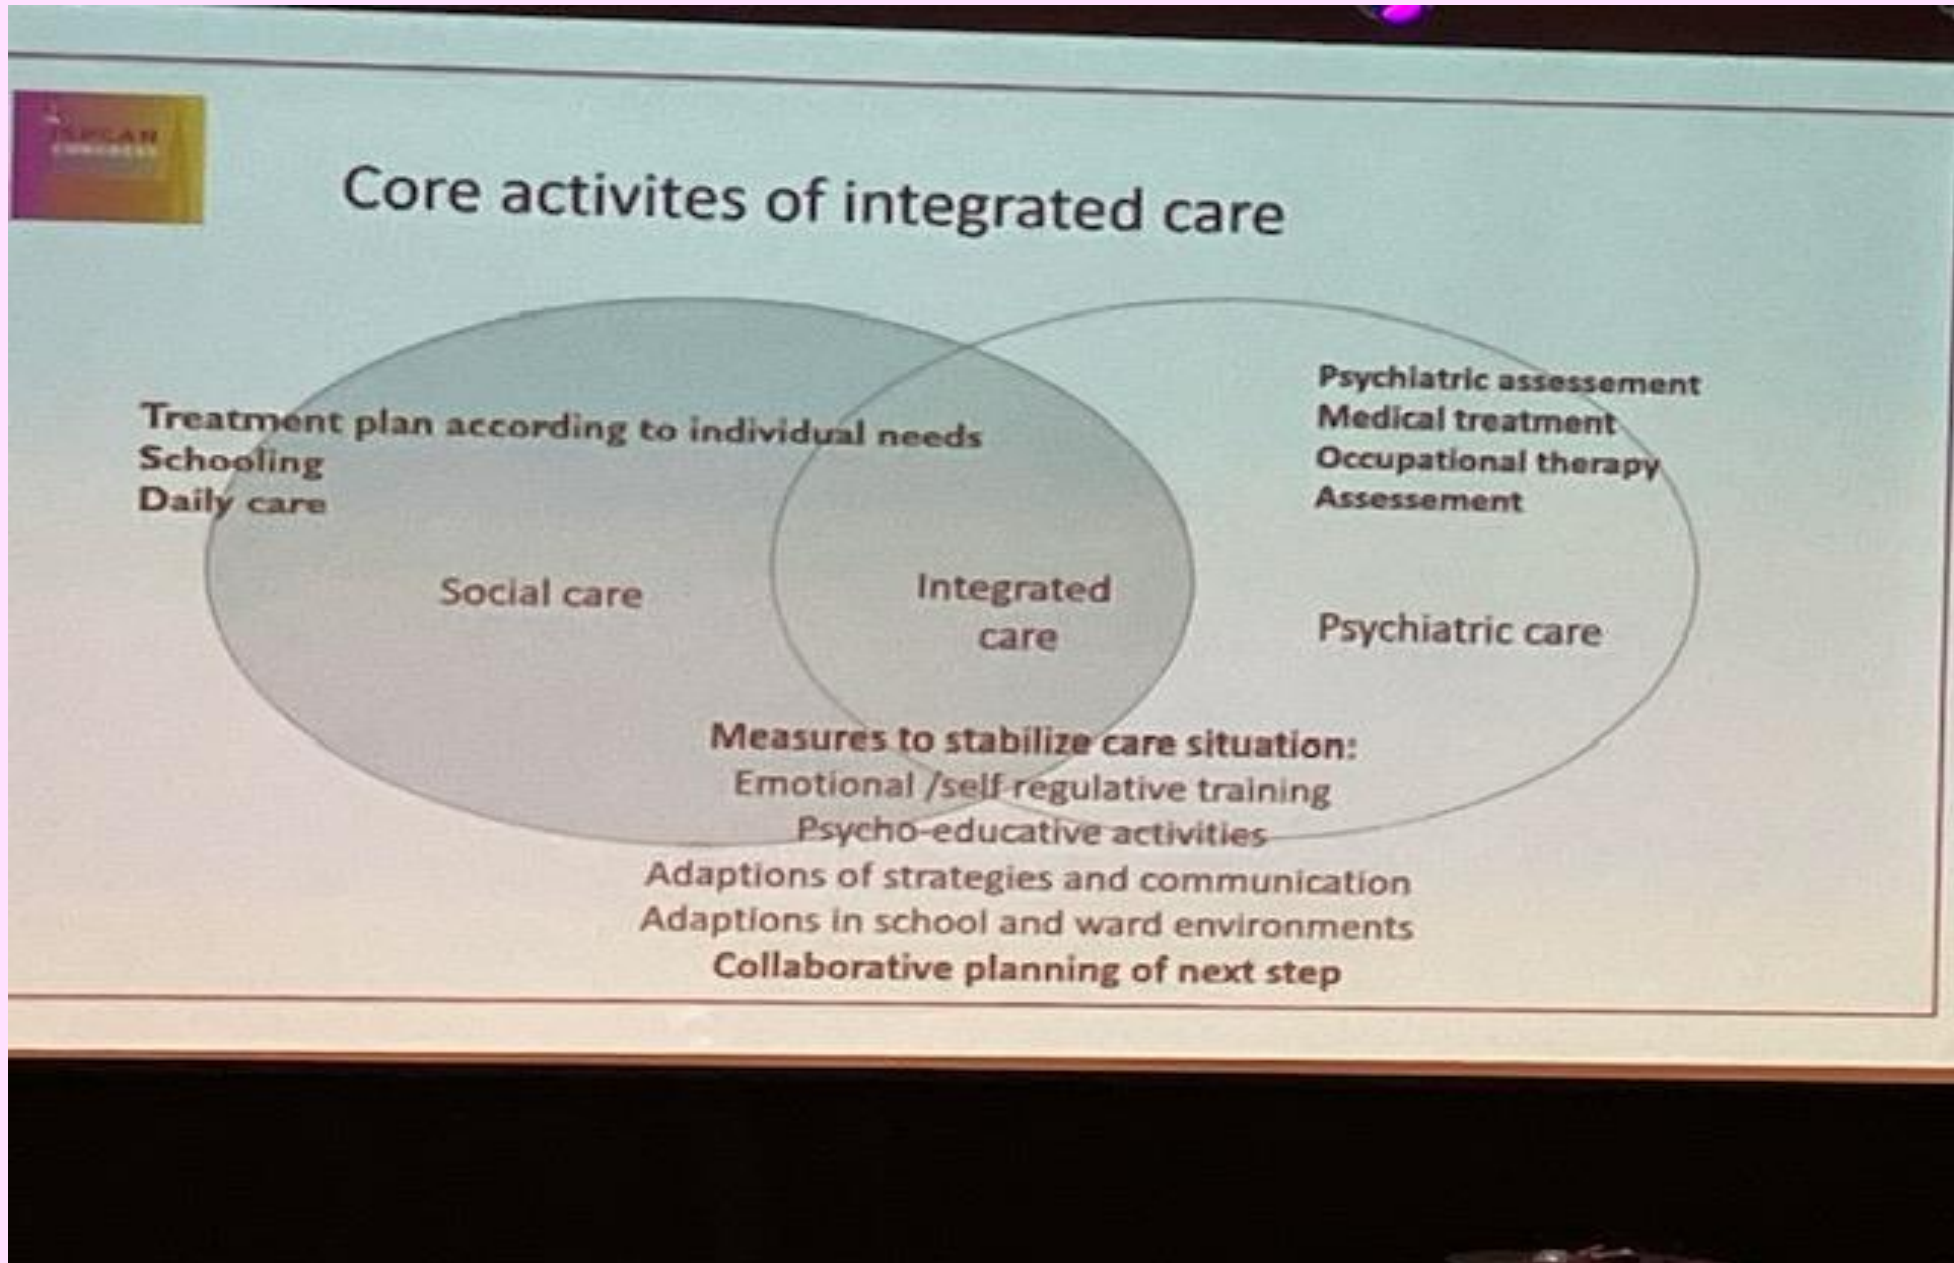 ISPCAN
CONGRESS
Core activites of integrated care
Treatment plan according to individual needs
Schooling
Daily care
Psychiatric assessement
Medical treatment
Occupational therapy
Assessement
Social care
Integrated
care
Psychiatric care
Measures to stabilize care situation:
Emotional /self regulative training
Psycho-educative activities
Adaptions of strategies and communication
Adaptions in school and ward environments
Collaborative planning of next step